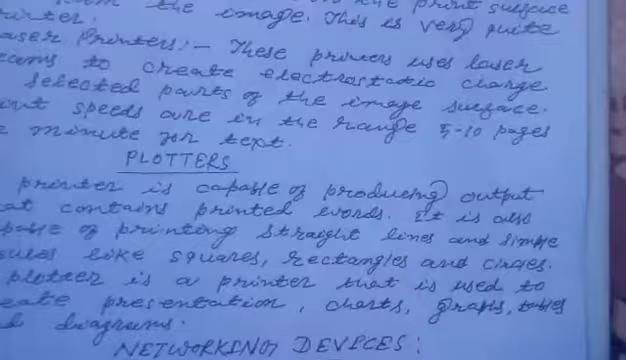 the image. This is very quite
Printers:- These printers uses laser
to create electrostatic charge
selected parts of the image surface.
speeds are in the range 5-10 pages
minute for text.
PLOTTERS
printer is capable of producing output
contains printed words. It is also
of printing straight lines and simple
like squares, rectangles and circles.
plotter is a printer that is used to
presentation, charts, graphs, tables
diagrams.
NETWORKING DEVICES: